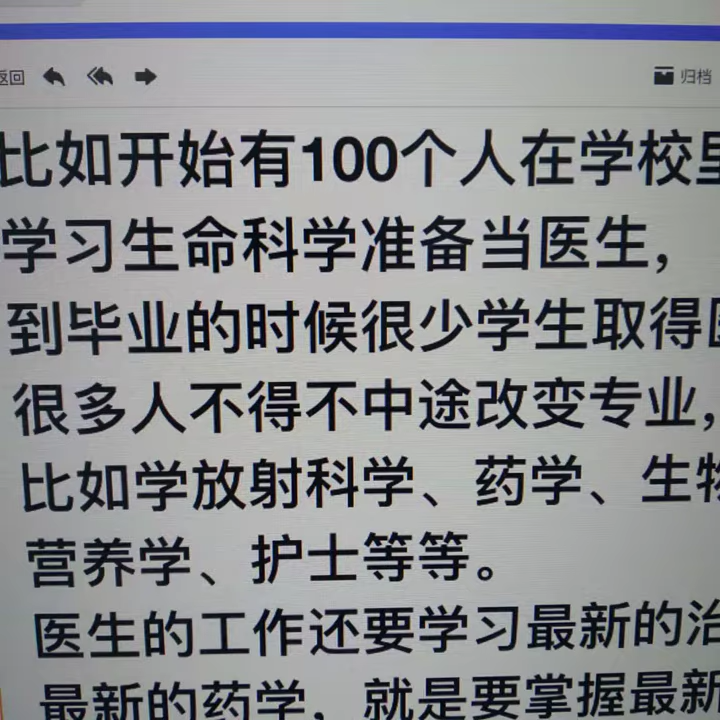 返回
归档
比如开始有100个人在学校里
学习生命科学准备当医生，
到毕业的时候很少学生取得
很多人不得不中途改变专业，
比如学放射科学、药学、生物
营养学、护士等等。
医生的工作还要学习最新的治
最新的药学，就是要掌握最新